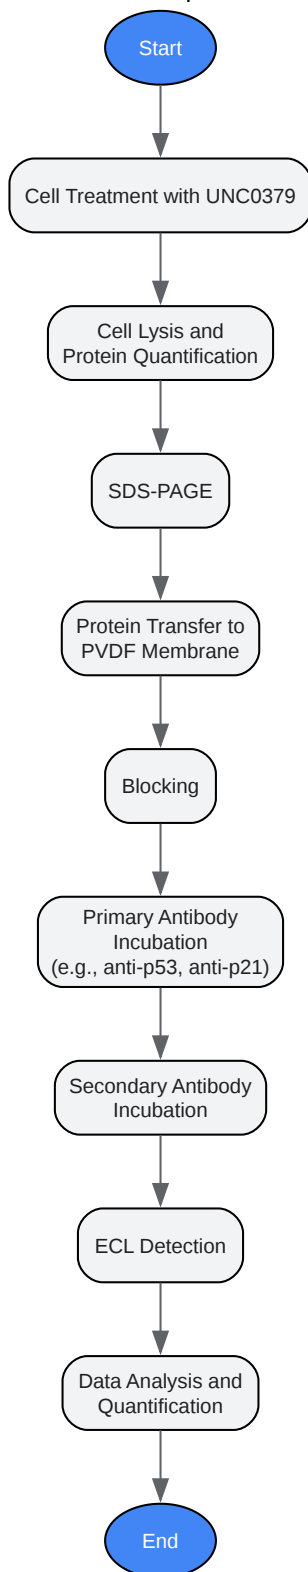 Start
Cell Treatment with UNC0379
Cell Lysis and
Protein Quantification
SDS-PAGE
Protein Transfer to
PVDF Membrane
Blocking
Primary Antibody
Incubation
(e.g., anti-p53, anti-p21)
Secondary Antibody
Incubation
ECL Detection
Data Analysis and
Quantification
End